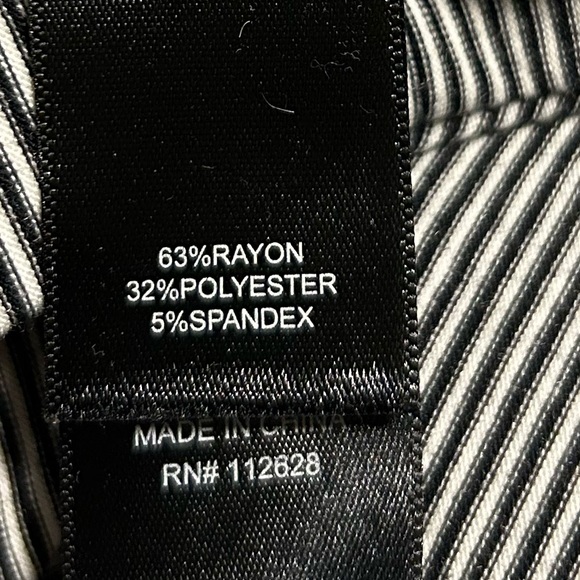 63%RAYON
32%POLYESTER
5%SPANDEX
MADE IN CHINA
RN# 112628